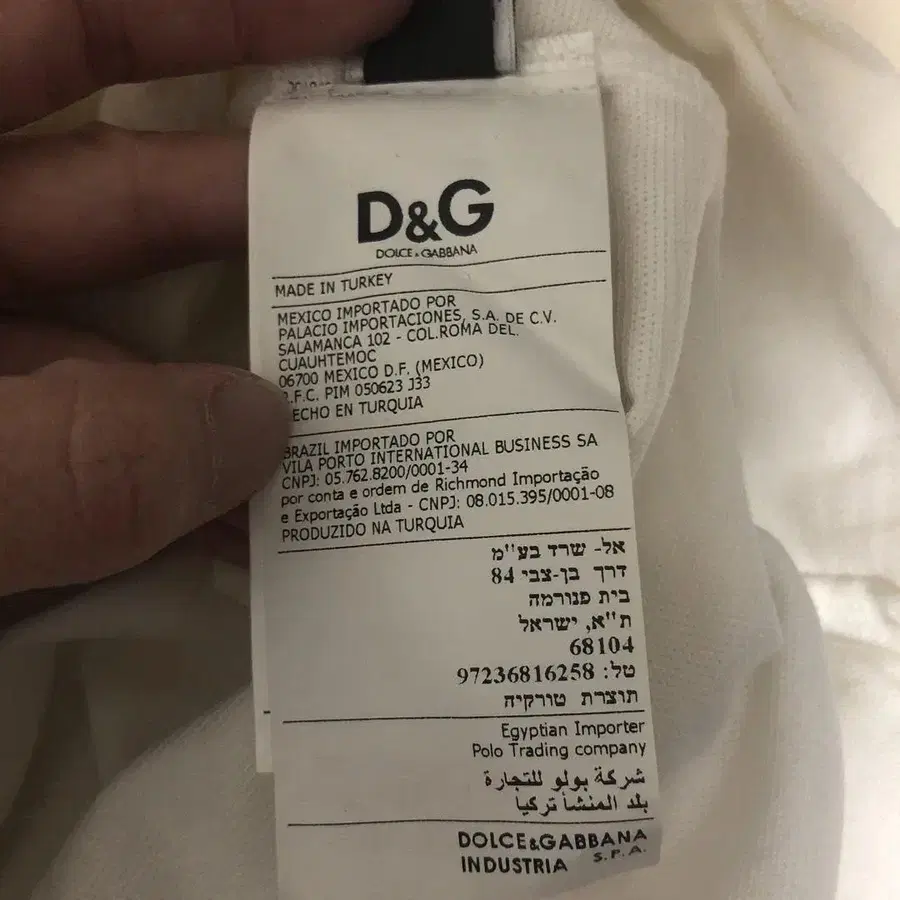 D&G
DOLCE & GABBANA
MADE IN TURKEY
MEXICO IMPORTADO POR
PALACIO IMPORTACIONES, S.A. DE C.V.
SALAMANCA 102 - COL.ROMA DEL.
CUAUHTEMOC
06700 MEXICO D.F. (MEXICO)
.F.C. PIM 050623 J33
ECHO EN TURQUIA
BRAZIL IMPORTADO POR
VILA PORTO INTERNATIONAL BUSINESS SA
CNPJ: 05.762.8200/0001-34
por conta e ordem de Richmond Importação
e Exportação Ltda - CNPJ: 08.015.395/0001-08
PRODUZIDO NA TURQUIA
אל- שרד בע"מ
דרך בן-צבי 84
בית פנורמה
ת"א, ישראל
68104
טל: 97236816258
תוצרת טורקיה
Egyptian Importer
Polo Trading company
شركة بولو للتجارة
بلد المنشأ تركيا
DOLCE&GABBANA
INDUSTRIA S.P.A.